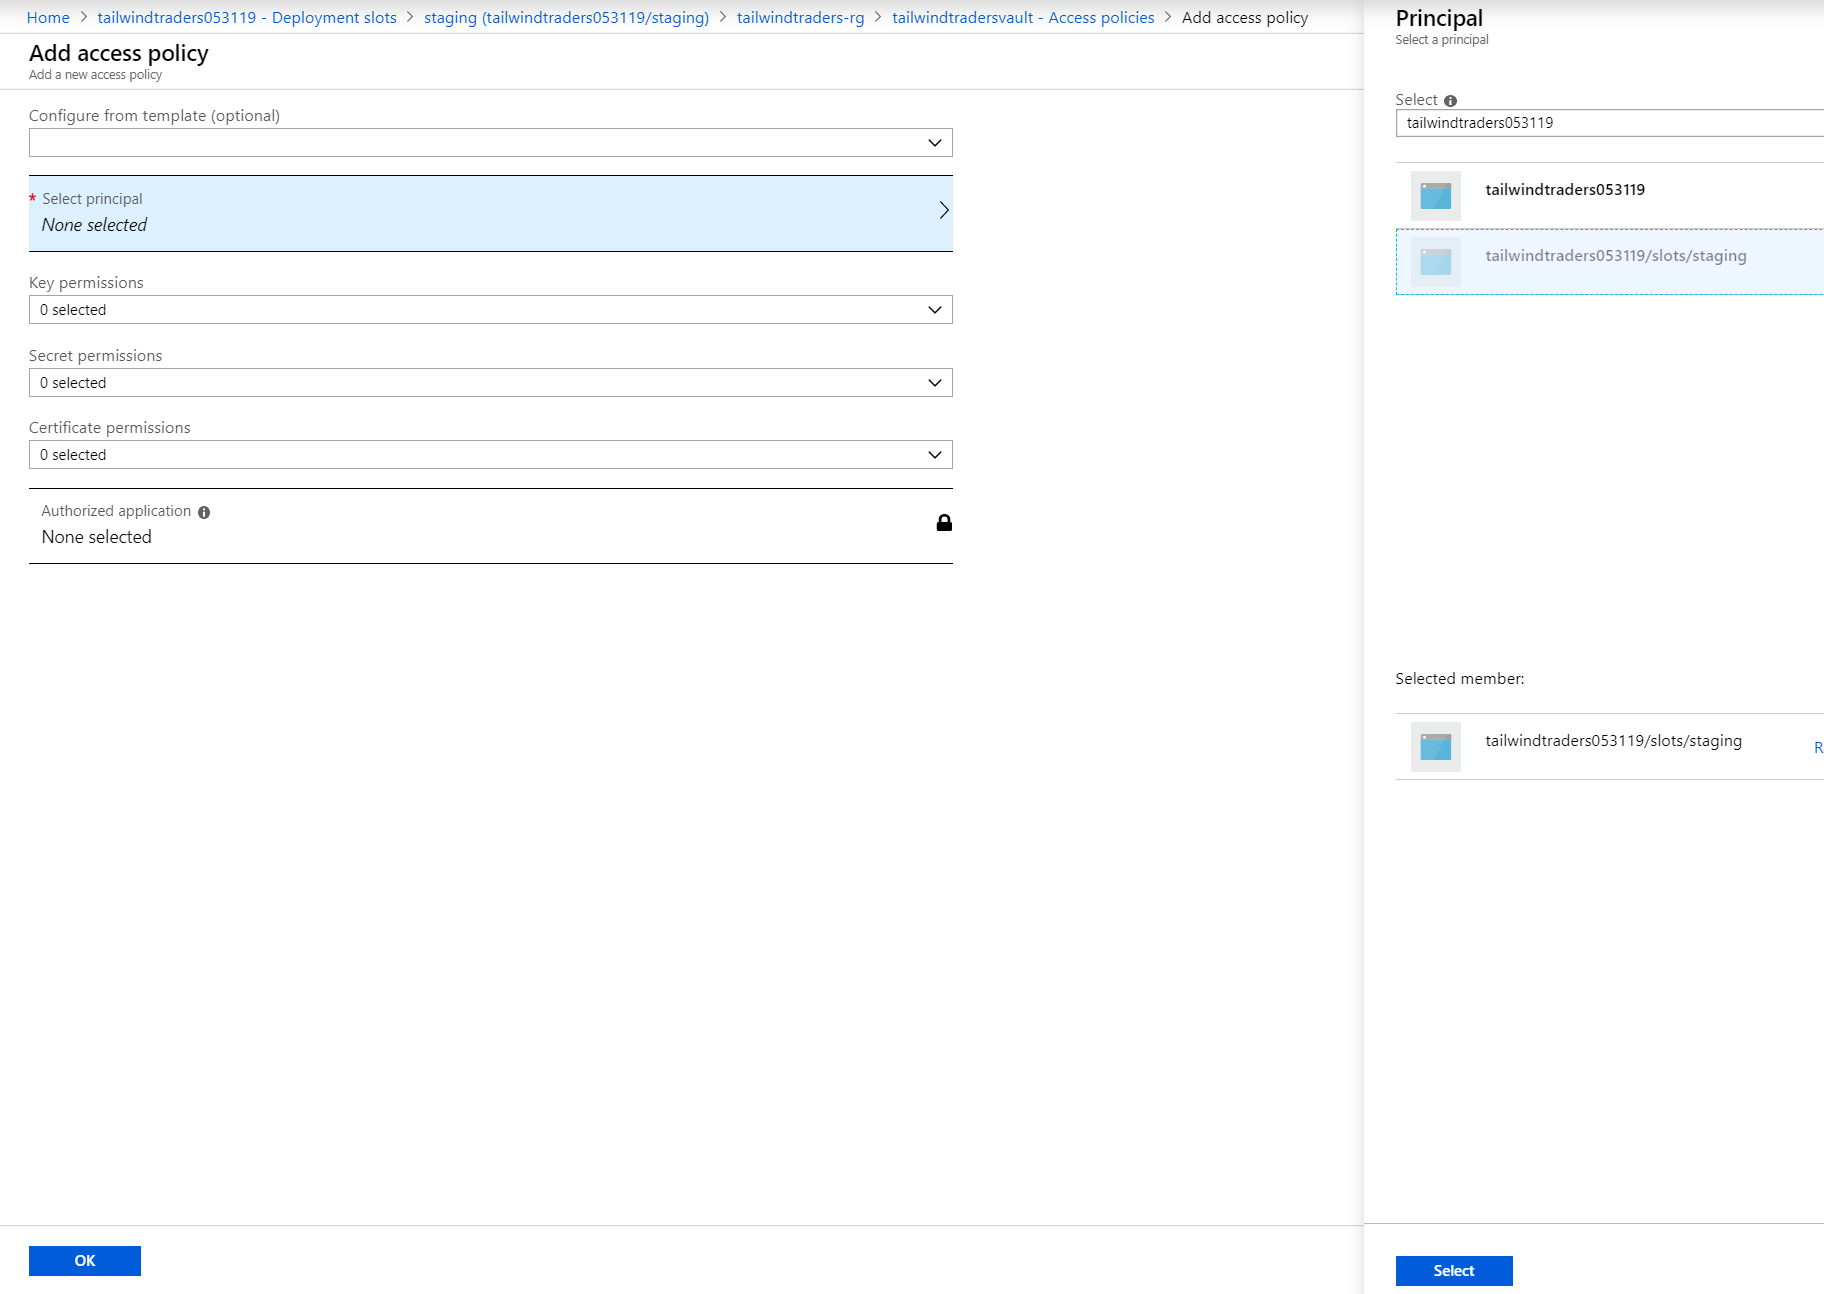 Home > tailwindtraders053119 - Deployment slots > staging (tailwindtraders053119/staging) > tailwindtraders-rg > tailwindtradersvault - Access policies > Add access policy
Add access policy
Add a new access policy
Configure from template (optional)
* Select principal
None selected
Key permissions
0 selected
Secret permissions
0 selected
Certificate permissions
0 selected
Authorized application
None selected
OK
Principal
Select a principal
Select
tailwindtraders053119
tailwindtraders053119
tailwindtraders053119/slots/staging
Selected member:
tailwindtraders053119/slots/staging
R
Select